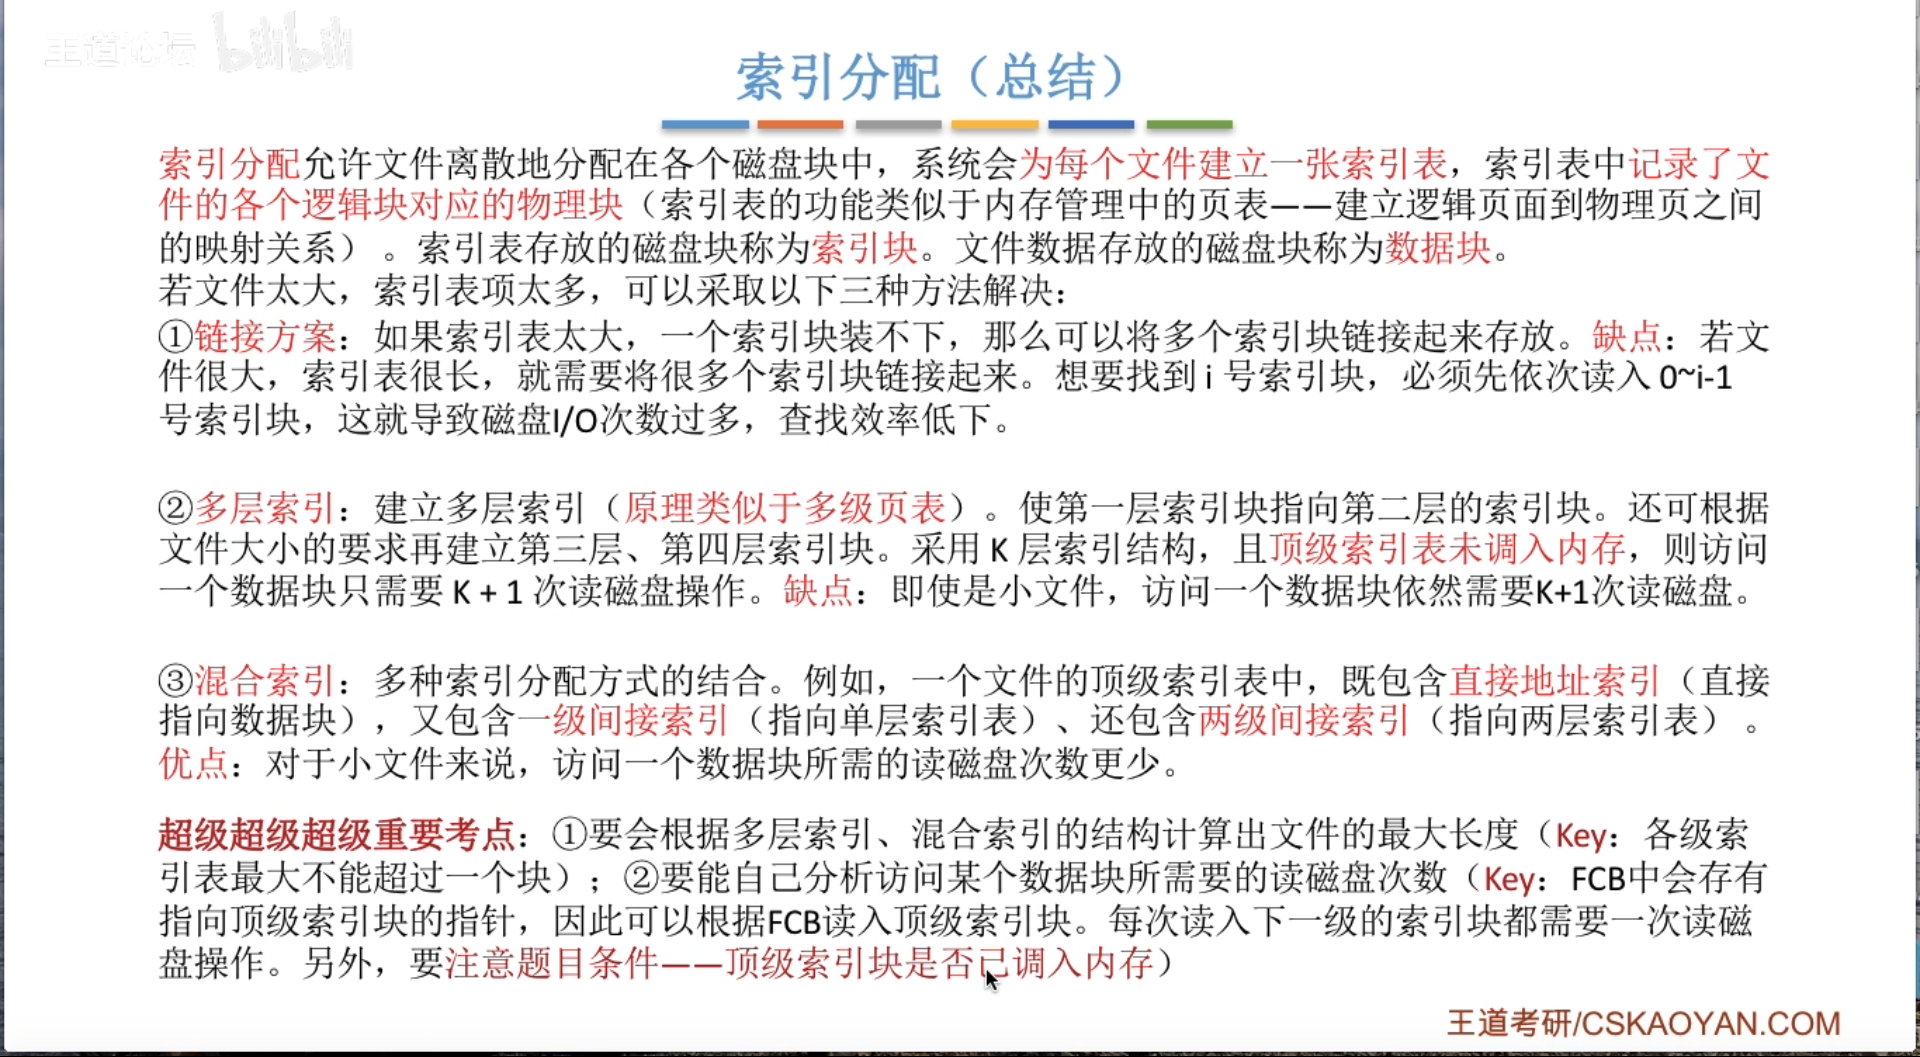 王道论坛 bilibili
索引分配（总结）
索引分配允许文件离散地分配在各个磁盘块中，系统会为每个文件建立一张索引表，索引表中记录了文
件的各个逻辑块对应的物理块（索引表的功能类似于内存管理中的页表——建立逻辑页面到物理页之间
的映射关系）。索引表存放的磁盘块称为索引块。文件数据存放的磁盘块称为数据块。
若文件太大，索引表项太多，可以采取以下三种方法解决：
①链接方案：如果索引表太大，一个索引块装不下，那么可以将多个索引块链接起来存放。缺点：若文
件很大，索引表很长，就需要将很多个索引块链接起来。想要找到 i 号索引块，必须先依次读入 0~i-1
号索引块，这就导致磁盘I/O次数过多，查找效率低下。
②多层索引：建立多层索引（原理类似于多级页表）。使第一层索引块指向第二层的索引块。还可根据
文件大小的要求再建立第三层、第四层索引块。采用 K 层索引结构，且顶级索引表未调入内存，则访问
一个数据块只需要 K + 1 次读磁盘操作。缺点：即使是小文件，访问一个数据块依然需要K+1次读磁盘。
③混合索引：多种索引分配方式的结合。例如，一个文件的顶级索引表中，既包含直接地址索引（直接
指向数据块），又包含一级间接索引（指向单层索引表）、还包含两级间接索引（指向两层索引表）。
优点：对于小文件来说，访问一个数据块所需的读磁盘次数更少。
超级超级超级重要考点：①要会根据多层索引、混合索引的结构计算出文件的最大长度（Key：各级索
引表最大不能超过一个块）；②要能自己分析访问某个数据块所需要的读磁盘次数（Key：FCB中会存有
指向顶级索引块的指针，因此可以根据FCB读入顶级索引块。每次读入下一级的索引块都需要一次读磁
盘操作。另外，要注意题目条件——顶级索引块是否已调入内存）
王道考研/CSKAOYAN.COM